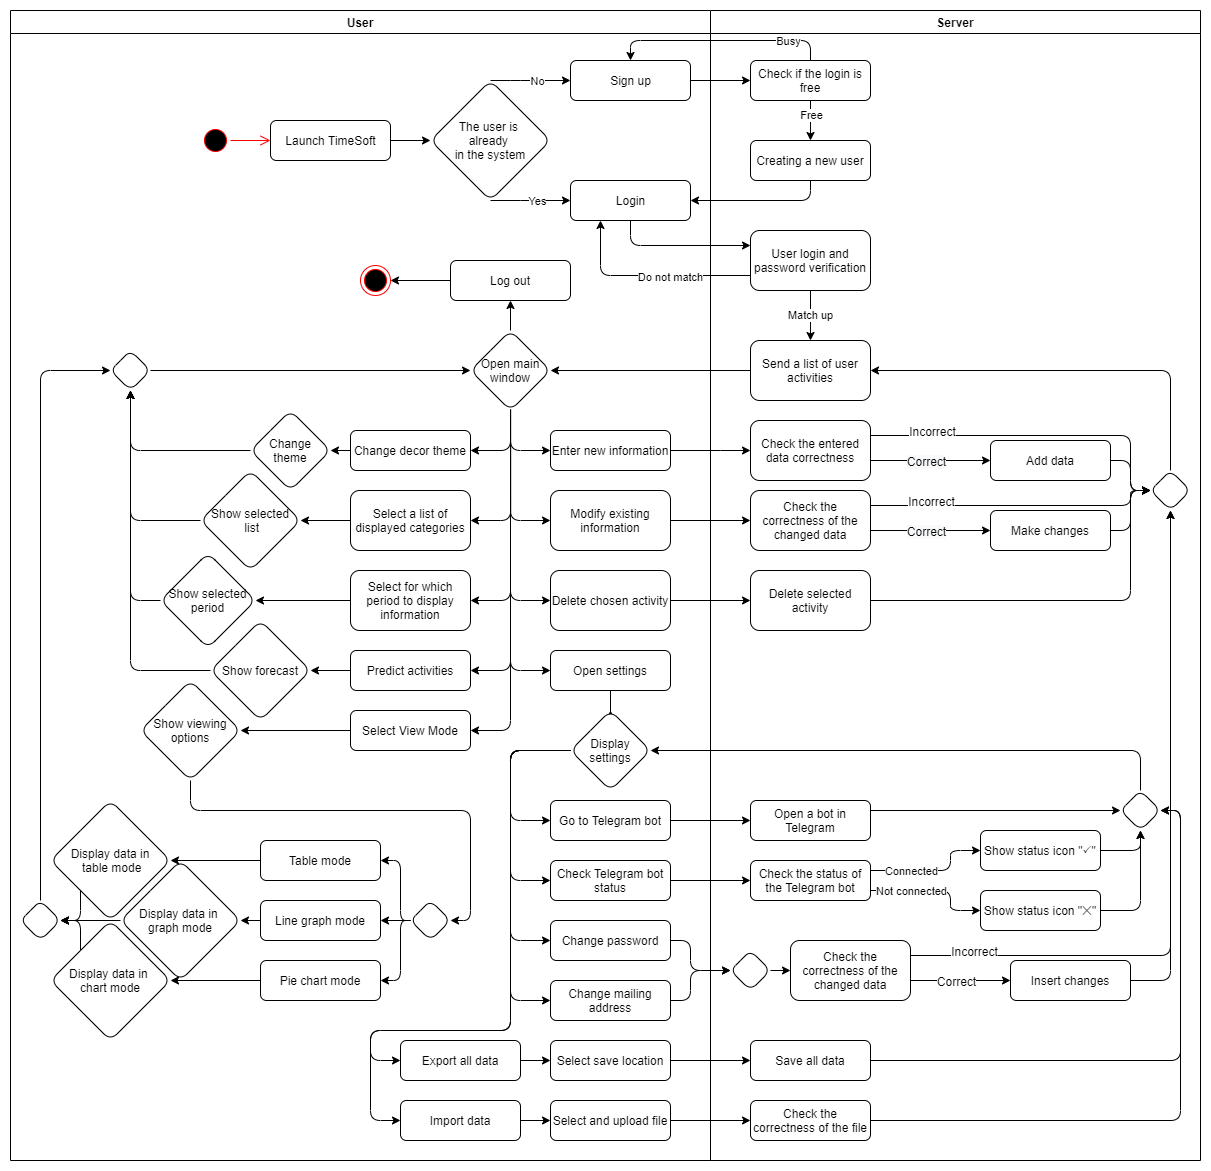 User
Server
Busy
Sign up
Check if the login is
free
No
Free
Launch TimeSoft
The user is
already
in the system
Creating a new user
Yes
Login
User login and
password verification
Do not match
Log out
Match up
Open main
window
Send a list of user
activities
Change
theme
Change decor theme
Enter new information
Check the entered
data correctness
Incorrect
Correct
Add data
Show selected
list
Select a list of
displayed categories
Modify existing
information
Check the
correctness of the
changed data
Incorrect
Correct
Make changes
Show selected
period
Select for which
period to display
information
Delete chosen activity
Delete selected
activity
Show forecast
Predict activities
Open settings
Show viewing
options
Select View Mode
Display
settings
Go to Telegram bot
Open a bot in
Telegram
Display data in
table mode
Table mode
Check Telegram bot
status
Check the status of
the Telegram bot
Connected
Show status icon "✓"
Not connected
Show status icon "✕"
Display data in
graph mode
Line graph mode
Change password
Check the
correctness of the
changed data
Incorrect
Correct
Insert changes
Display data in
chart mode
Pie chart mode
Change mailing
address
Export all data
Select save location
Save all data
Import data
Select and upload file
Check the
correctness of the file